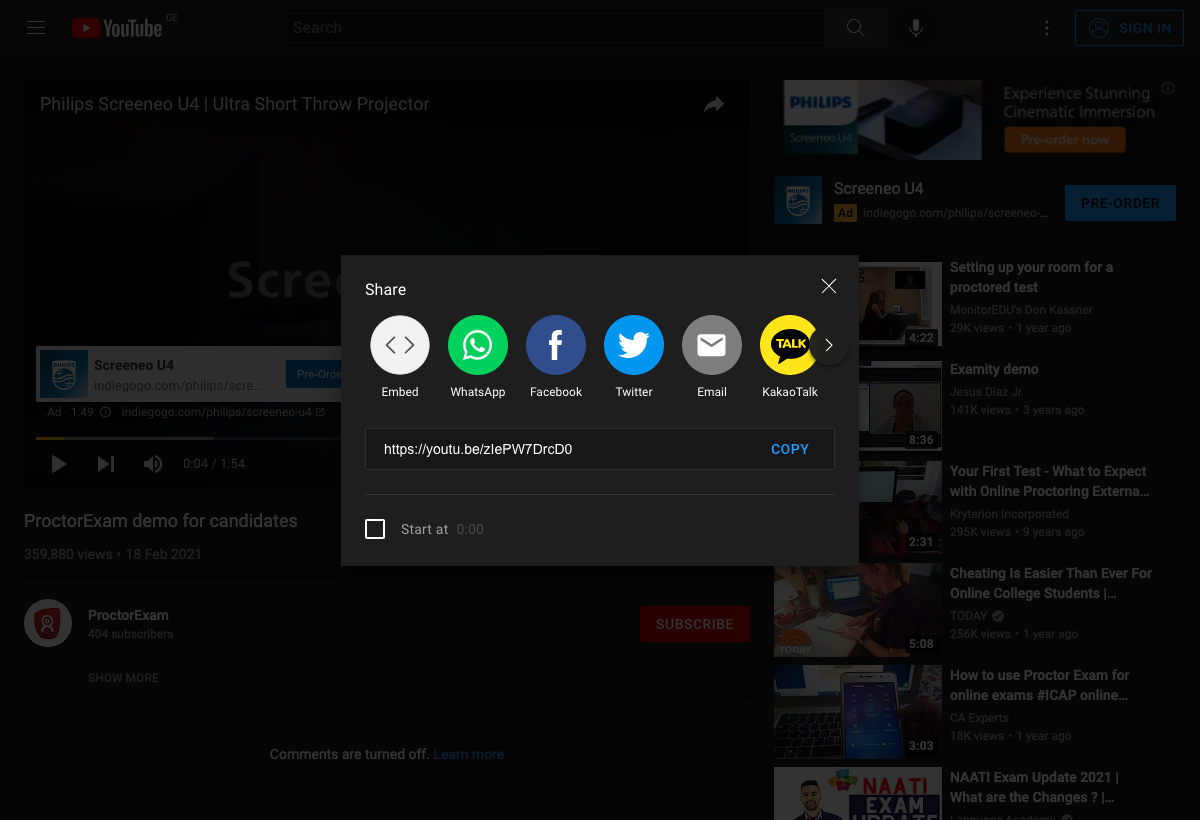 YouTube DE
Search
SIGN IN
Philips Screeneo U4 | Ultra Short Throw Projector
Scree
Screeneo U4
indiegogo.com/philips/scre...
Pre-Orde
Ad · 1:49
indiegogo.com/philips/screeneo-u4
0:04 / 1:54
ProctorExam demo for candidates
359,880 views • 18 Feb 2021
ProctorExam
404 subscribers
SUBSCRIBE
SHOW MORE
Comments are turned off. Learn more
Share
Embed
WhatsApp
Facebook
Twitter
Email
TALK
KakaoTalk
https://youtu.be/zIePW7DrcD0
COPY
Start at 0:00
PHILIPS
Screeneo U4
Experience Stunning
Cinematic Immersion
Pre-order now
Screeneo U4
Ad indiegogo.com/philips/screeneo-...
PRE-ORDER
4:22
Setting up your room for a
proctored test
MonitorEDU's Don Kassner
29K views • 1 year ago
8:36
Examity demo
Jesus Diaz Jr
141K views • 3 years ago
2:31
Your First Test - What to Expect
with Online Proctoring Externa...
Kryterion Incorporated
295K views • 9 years ago
TODAY
5:08
Cheating Is Easier Than Ever For
Online College Students |...
TODAY
256K views • 1 year ago
3:03
How to use Proctor Exam for
online exams #ICAP online...
CA Experts
18K views • 1 year ago
NAATI
EXAM
UPDATE
NAATI Exam Update 2021 |
What are the Changes ? |...
Language Academy